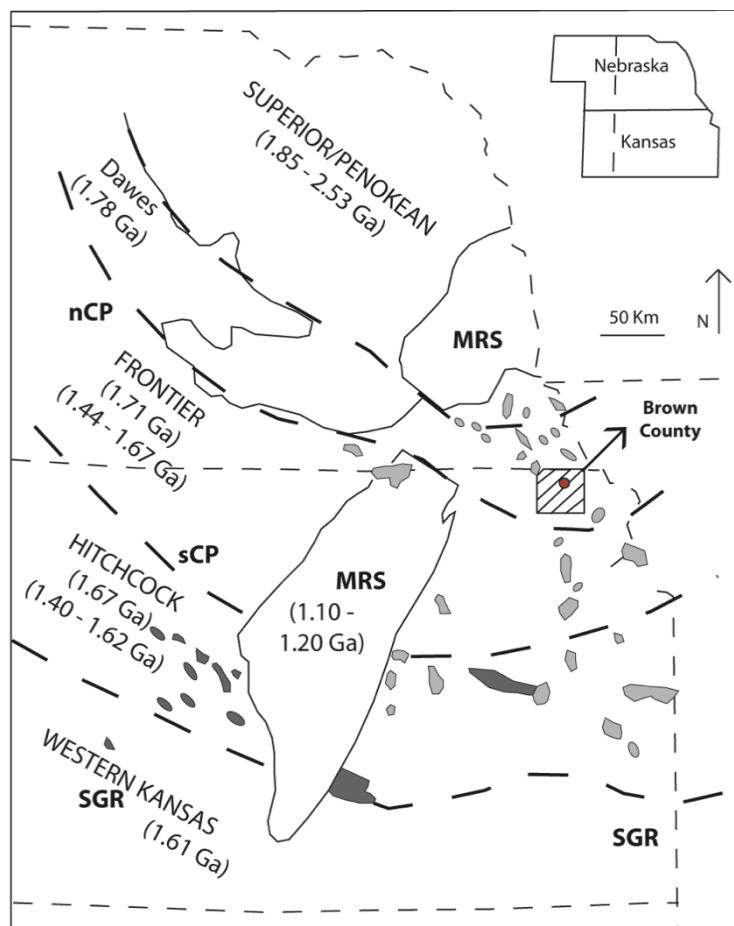 Nebraska
Kansas
SUPERIOR/PENOKEAN
(1.85 - 2.53 Ga)
Dawes
(1.78 Ga)
nCP
MRS
50 Km
N
FRONTIER
(1.71 Ga)
(1.44 - 1.67 Ga)
Brown
County
sCP
HITCHCOCK
(1.67 Ga)
(1.40 - 1.62 Ga)
MRS
(1.10 -
1.20 Ga)
WESTERN KANSAS
SGR
(1.61 Ga)
SGR